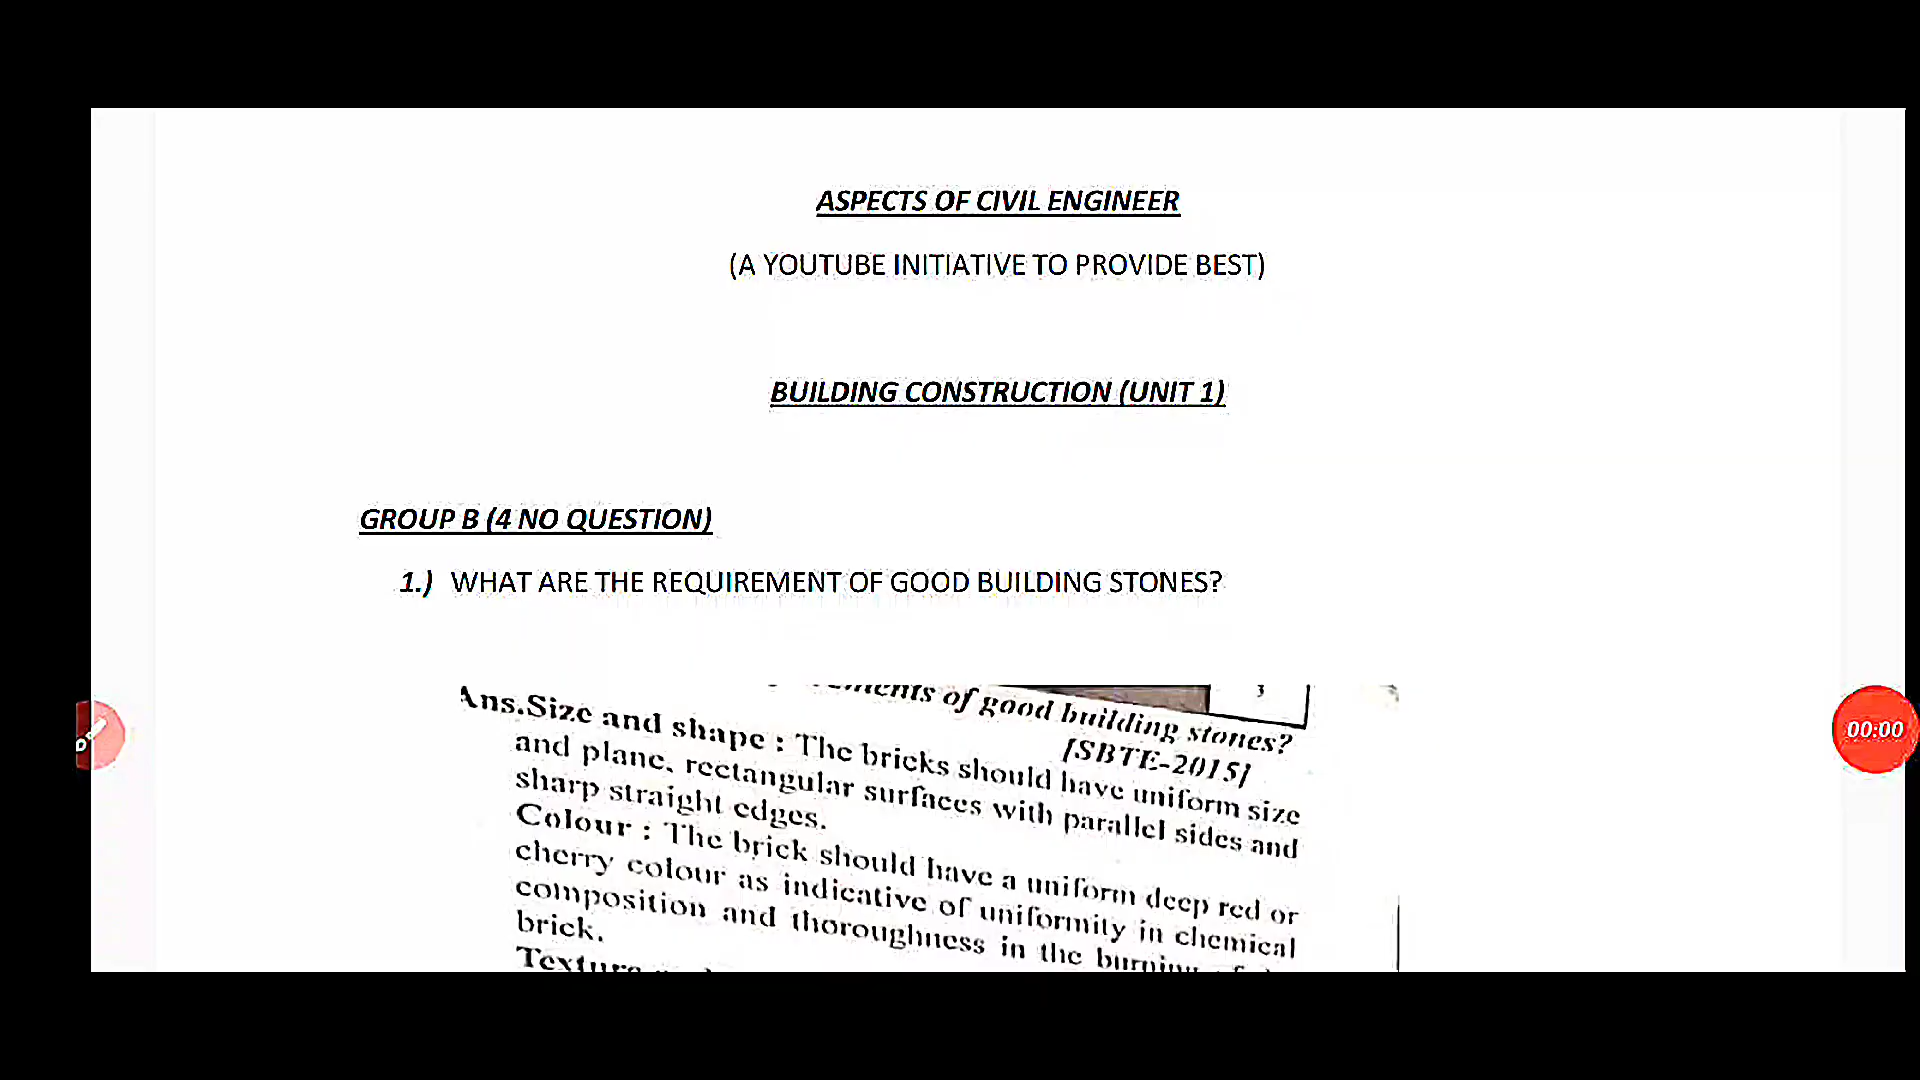 ASPECTS OF CIVIL ENGINEER
(A YOUTUBE INITIATIVE TO PROVIDE BEST)
BUILDING CONSTRUCTION (UNIT 1)
GROUP B (4 NO QUESTION)
1.) WHAT ARE THE REQUIREMENT OF GOOD BUILDING STONES?
3
of good building stones?
[SBTE-2015]
Ans.Size and shape : The bricks should have uniform size
and plane, rectangular surfaces with parallel sides and
sharp straight edges.
Colour : The brick should have a uniform deep red or
cherry colour as indicative of uniformity in chemical
composition and thoroughness in the burning
brick.
Texture
00:00